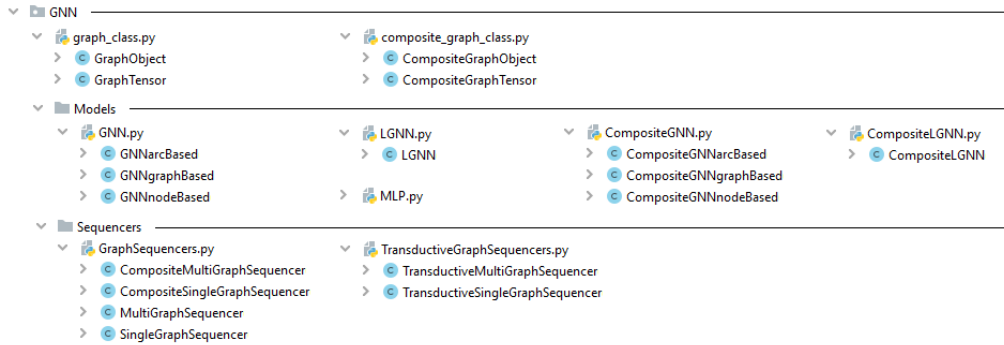 GNN
graph_class.py
GraphObject
GraphTensor
composite_graph_class.py
CompositeGraphObject
CompositeGraphTensor
Models
GNN.py
GNNarcBased
GNNgraphBased
GNNnodeBased
LGNN.py
LGNN
MLP.py
CompositeGNN.py
CompositeGNNarcBased
CompositeGNNgraphBased
CompositeGNNnodeBased
CompositeLGNN.py
CompositeLGNN
Sequencers
GraphSequencers.py
CompositeMultiGraphSequencer
CompositeSingleGraphSequencer
MultiGraphSequencer
SingleGraphSequencer
TransductiveGraphSequencers.py
TransductiveMultiGraphSequencer
TransductiveSingleGraphSequencer